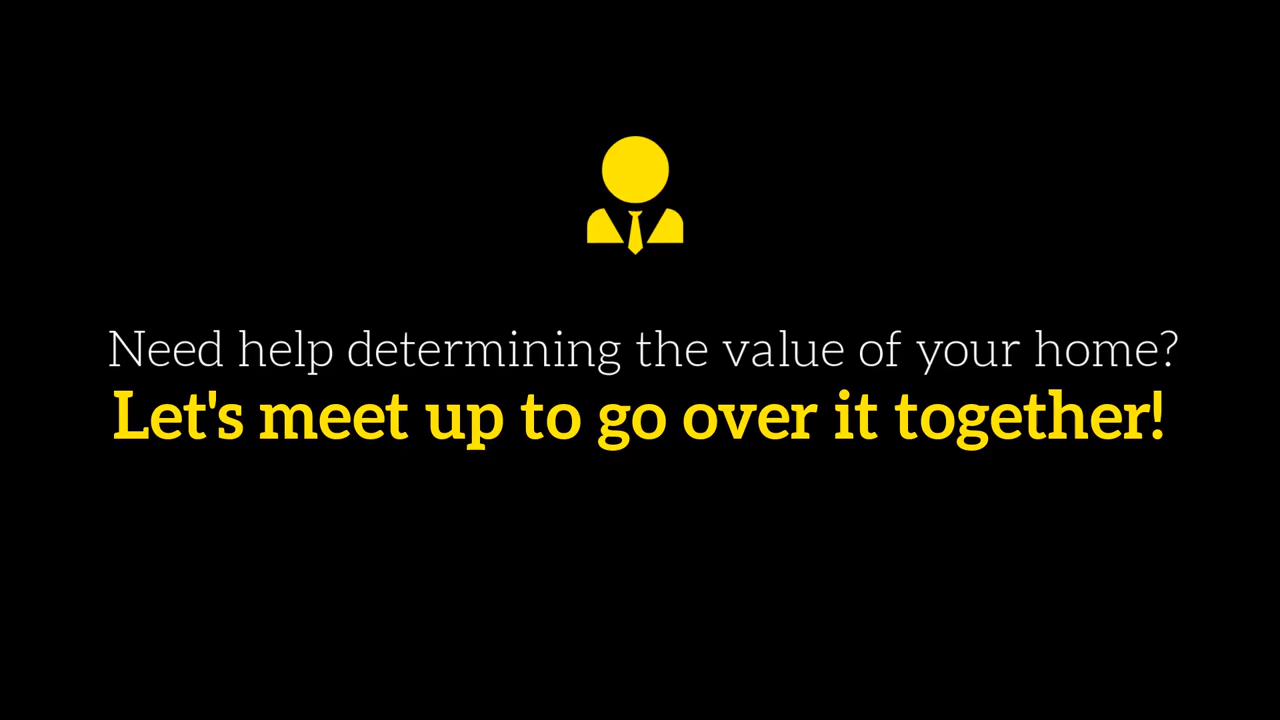 Need help determining the value of your home?
Let's meet up to go over it together!